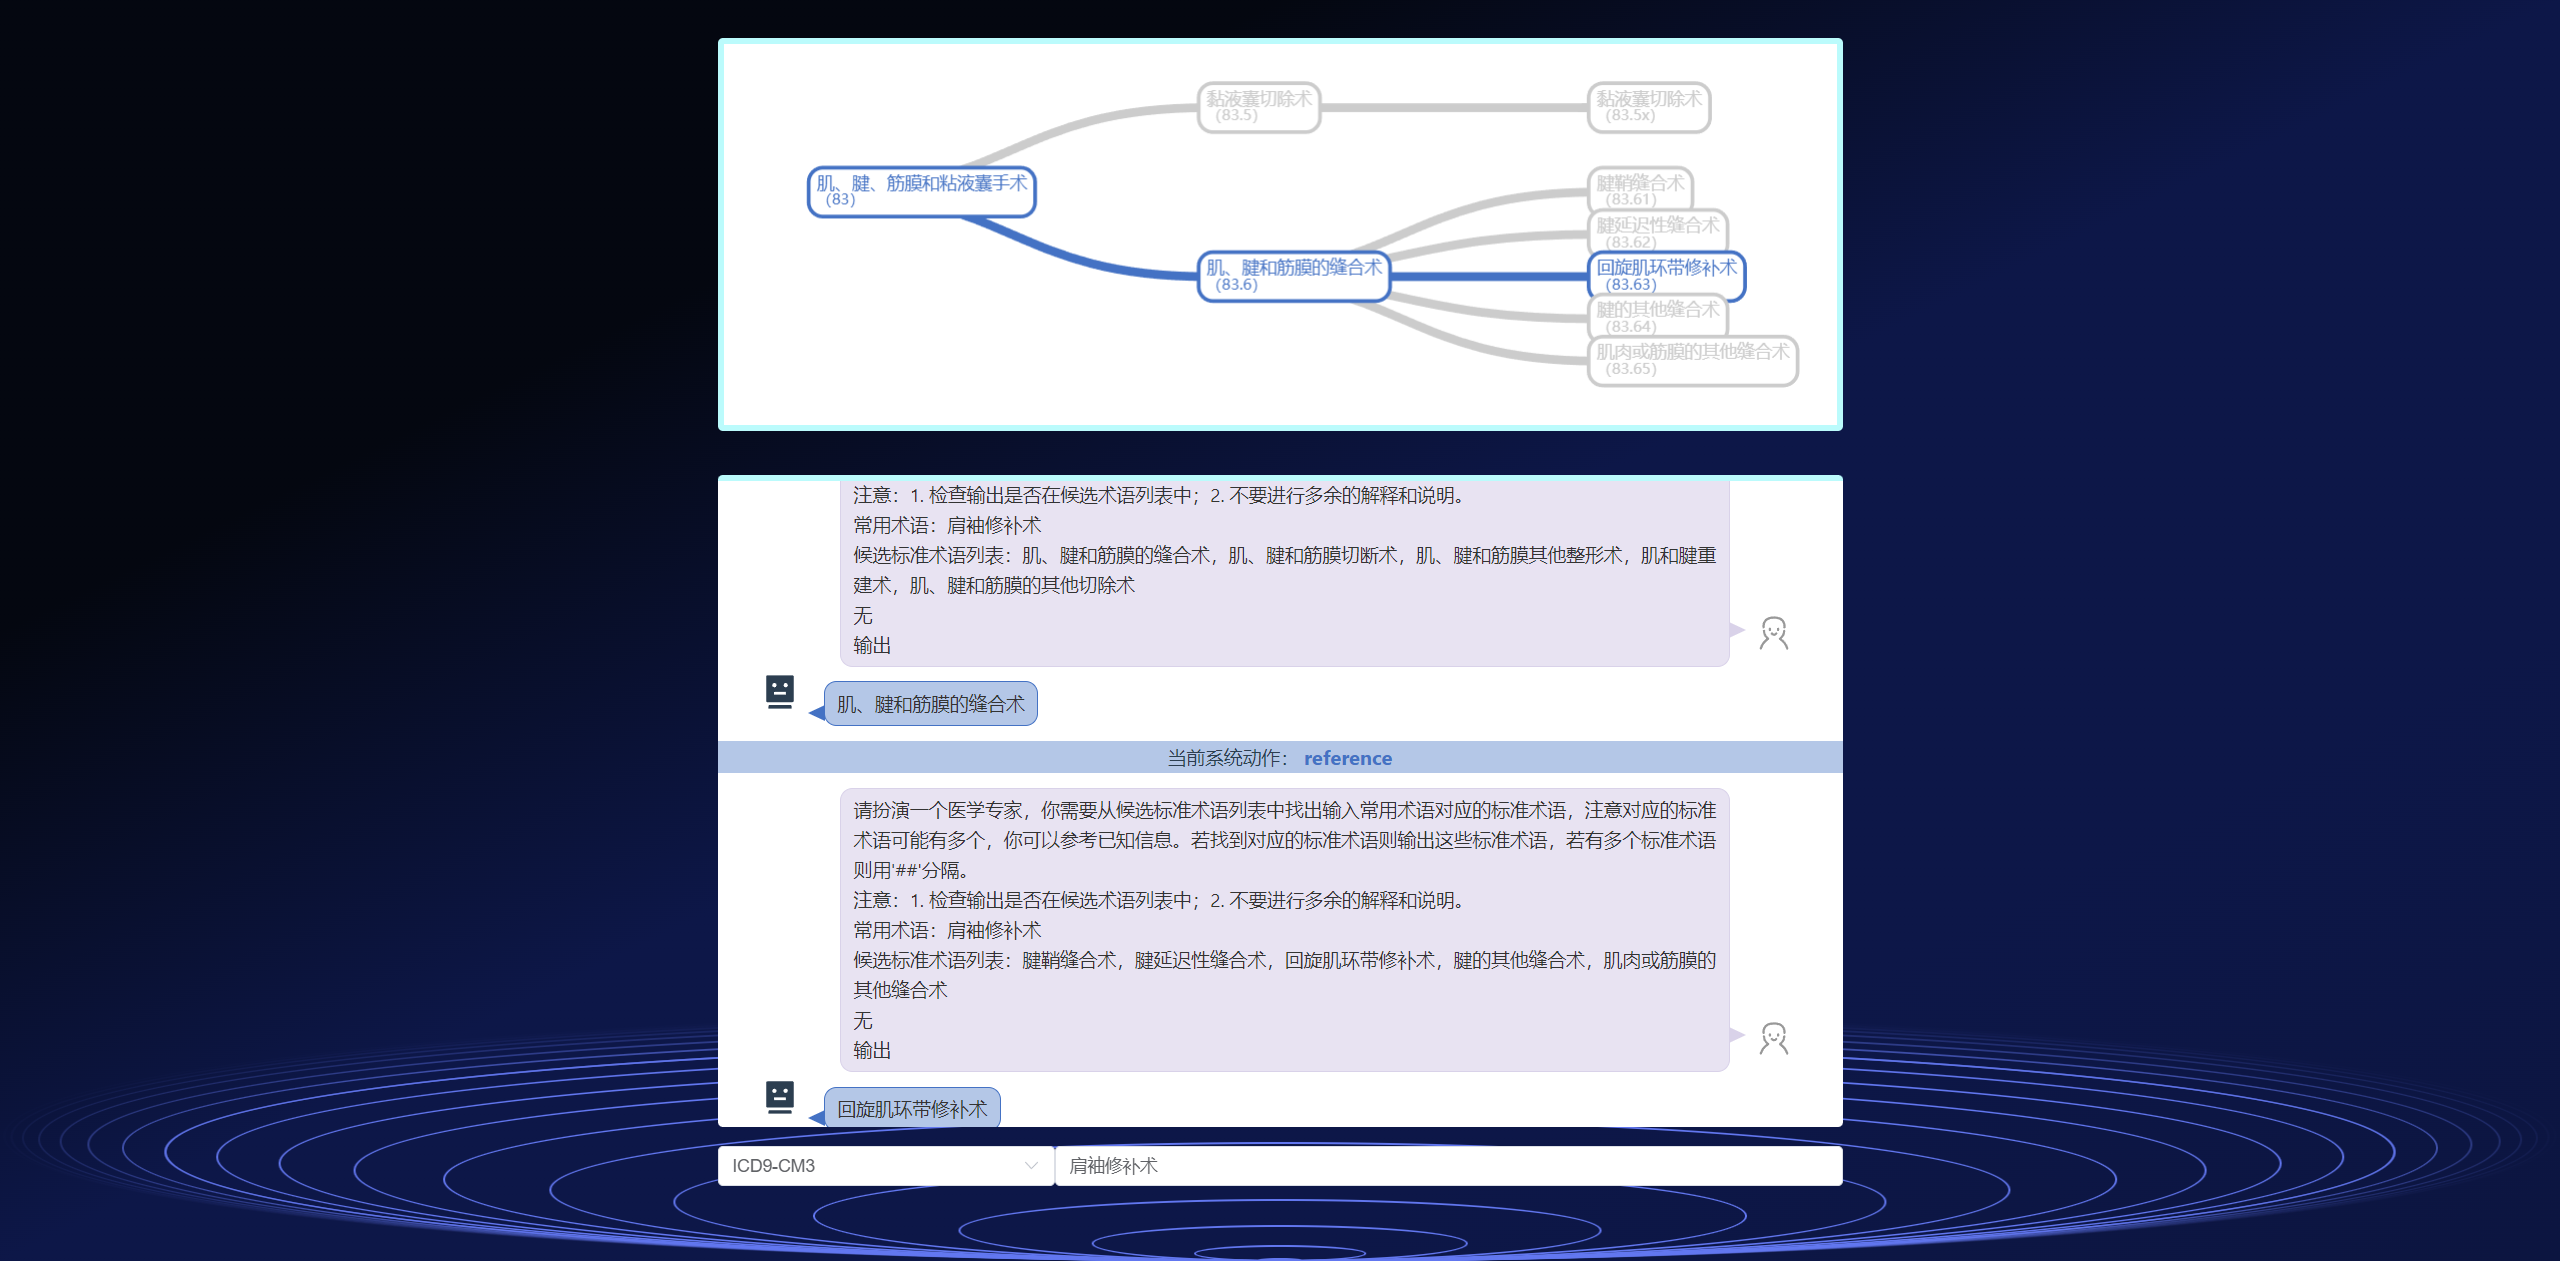 黏液囊切除术
(83.5)
黏液囊切除术
(83.5x)
肌、腱、筋膜和粘液囊手术
(83)
腱鞘缝合术
(83.61)
腱延迟性缝合术
(83.62)
肌、腱和筋膜的缝合术
(83.6)
回旋肌环带修补术
(83.63)
腱的其他缝合术
(83.64)
肌肉或筋膜的其他缝合术
(83.65)
注意：1. 检查输出是否在候选术语列表中；2. 不要进行多余的解释和说明。
常用术语：肩袖修补术
候选标准术语列表：肌、腱和筋膜的缝合术，肌、腱和筋膜切断术，肌、腱和筋膜其他整形术，肌和腱重
建术，肌、腱和筋膜的其他切除术
无
输出
肌、腱和筋膜的缝合术
当前系统动作： reference
请扮演一个医学专家，你需要从候选标准术语列表中找出输入常用术语对应的标准术语，注意对应的标准
术语可能有多个，你可以参考已知信息。若找到对应的标准术语则输出这些标准术语，若有多个标准术语
则用'##'分隔。
注意：1. 检查输出是否在候选术语列表中；2. 不要进行多余的解释和说明。
常用术语：肩袖修补术
候选标准术语列表：腱鞘缝合术，腱延迟性缝合术，回旋肌环带修补术，腱的其他缝合术，肌肉或筋膜的
其他缝合术
无
输出
回旋肌环带修补术
ICD9-CM3
肩袖修补术